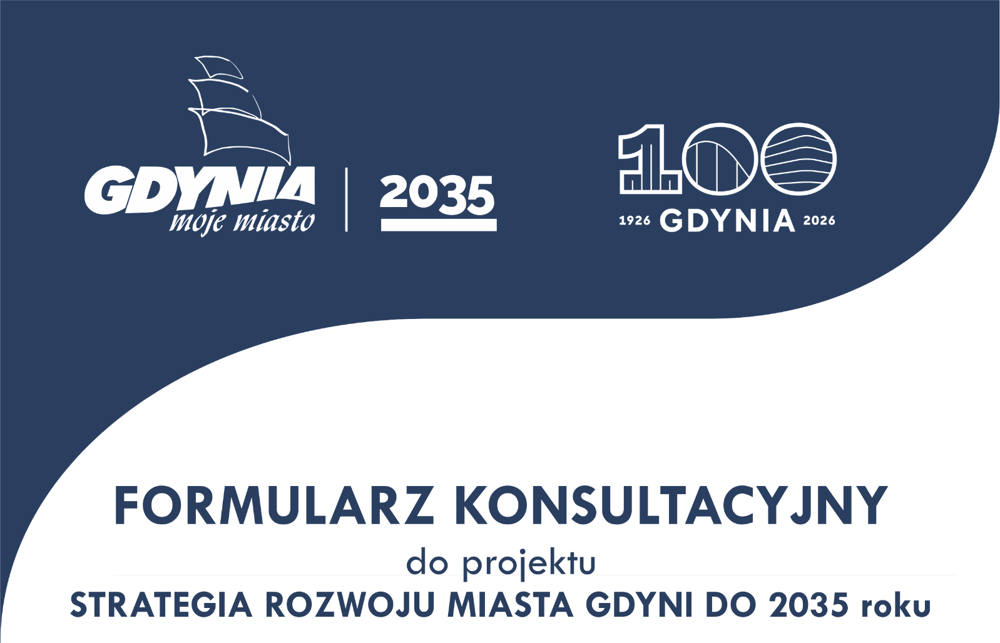 GDYNIA
moje miasto
2035
100
1926 GDYNIA 2026
FORMULARZ KONSULTACYJNY
do projektu
STRATEGIA ROZWOJU MIASTA GDYNI DO 2035 roku